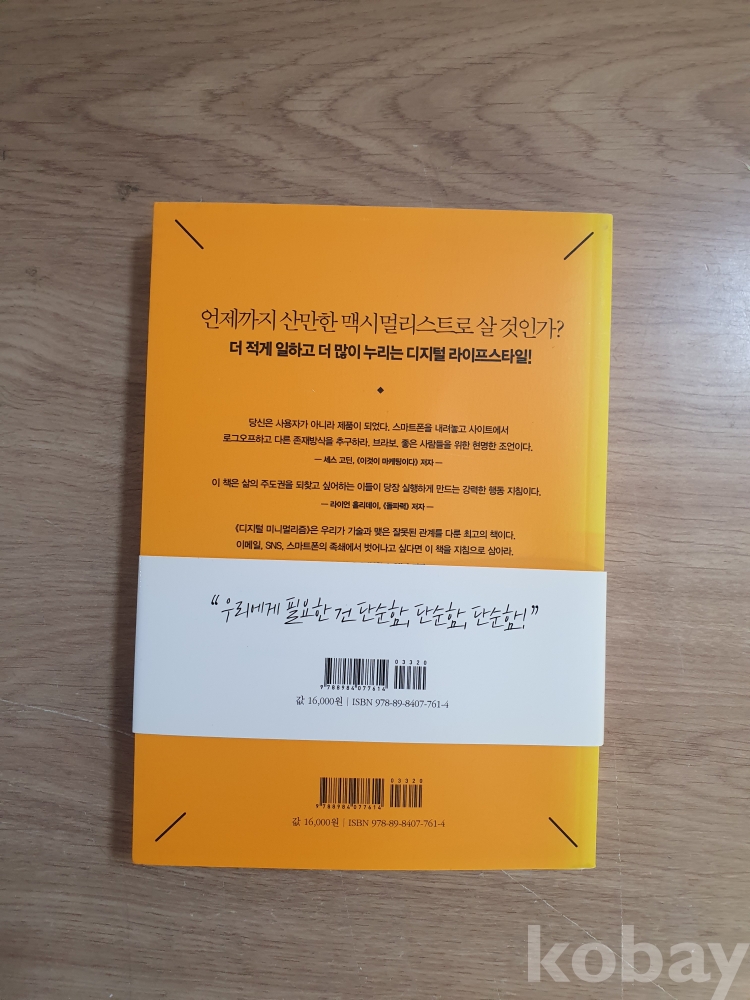 언제까지 산만한 맥시멀리스트로 살 것인가?
더 적게 일하고 더 많이 누리는 디지털 라이프스타일!
당신은 사용자가 아니라 제품이 되었다. 스마트폰을 내려놓고 사이트에서
로그오프하고 다른 존재방식을 추구하라. 브라보. 좋은 사람들을 위한 현명한 조언이다.
— 세스 고딘, 《이것이 마케팅이다》 저자 —
이 책은 삶의 주도권을 되찾고 싶어하는 이들이 당장 실행하게 만드는 강력한 행동 지침이다.
— 라이언 홀리데이, 《돌파력》 저자 —
《디지털 미니멀리즘》은 우리가 기술과 맺은 잘못된 관계를 다룬 최고의 책이다.
이메일, SNS, 스마트폰의 족쇄에서 벗어나고 싶다면 이 책을 지침으로 삼아라.
“우리에게 필요한 건 단순함, 단순함, 단순함!”
03320
9788984077614
값 16,000원 | ISBN 978-89-8407-761-4
03320
9788984077614
값 16,000원 | ISBN 978-89-8407-761-4
kobay